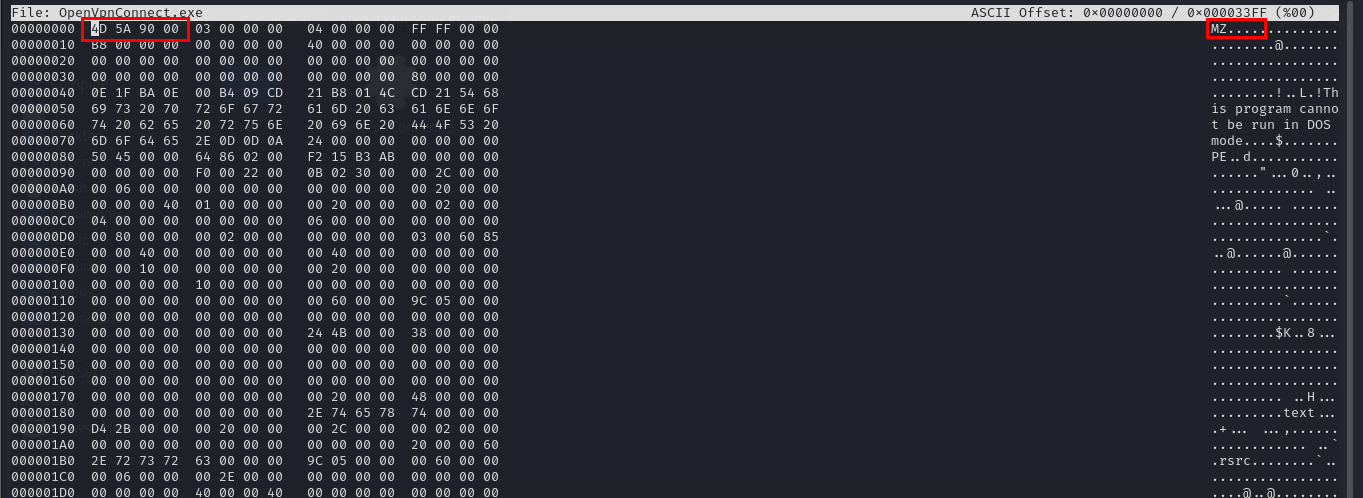 File: OpenVpnConnect.exe ASCII Offset: 0×00000000 / 0×000033FF (%00)
00000000 4D 5A 90 00 03 00 00 00 04 00 00 00 FF FF 00 00 MZ..............
00000010 B8 00 00 00 00 00 00 00 40 00 00 00 00 00 00 00 ........@.......
00000020 00 00 00 00 00 00 00 00 00 00 00 00 00 00 00 00 ................
00000030 00 00 00 00 00 00 00 00 00 00 00 00 80 00 00 00 ................
00000040 0E 1F BA 0E 00 B4 09 CD 21 B8 01 4C CD 21 54 68 ........!..L.!Th
00000050 69 73 20 70 72 6F 67 72 61 6D 20 63 61 6E 6E 6F is program canno
00000060 74 20 62 65 20 72 75 6E 20 69 6E 20 44 4F 53 20 t be run in DOS
00000070 6D 6F 64 65 2E 0D 0D 0A 24 00 00 00 00 00 00 00 mode....$.......
00000080 50 45 00 00 64 86 02 00 F2 15 B3 AB 00 00 00 00 PE..d...........
00000090 00 00 00 00 F0 00 22 00 0B 02 30 00 00 2C 00 00 ......"...0..,..
000000A0 00 06 00 00 00 00 00 00 00 00 00 00 00 20 00 00 ............. ..
000000B0 00 00 00 40 01 00 00 00 00 20 00 00 00 02 00 00 ...@..... ......
000000C0 04 00 00 00 00 00 00 00 06 00 00 00 00 00 00 00 ................
000000D0 00 80 00 00 00 02 00 00 00 00 00 00 03 00 60 85 ..............`.
000000E0 00 00 40 00 00 00 00 00 00 40 00 00 00 00 00 00 ..@......@......
000000F0 00 00 10 00 00 00 00 00 00 20 00 00 00 00 00 00 ......... ......
00000100 00 00 00 00 10 00 00 00 00 00 00 00 00 00 00 00 ................
00000110 00 00 00 00 00 00 00 00 00 60 00 00 9C 05 00 00 .........`......
00000120 00 00 00 00 00 00 00 00 00 00 00 00 00 00 00 00 ................
00000130 00 00 00 00 00 00 00 00 24 4B 00 00 38 00 00 00 ........$K..8...
00000140 00 00 00 00 00 00 00 00 00 00 00 00 00 00 00 00 ................
00000150 00 00 00 00 00 00 00 00 00 00 00 00 00 00 00 00 ................
00000160 00 00 00 00 00 00 00 00 00 00 00 00 00 00 00 00 ................
00000170 00 00 00 00 00 00 00 00 00 20 00 00 48 00 00 00 ......... ..H...
00000180 00 00 00 00 00 00 00 00 2E 74 65 78 74 00 00 00 .........text...
00000190 D4 2B 00 00 00 20 00 00 00 2C 00 00 00 02 00 00 .+... ...,......
000001A0 00 00 00 00 00 00 00 00 00 00 00 00 20 00 00 60 ............ ..`
000001B0 2E 72 73 72 63 00 00 00 9C 05 00 00 00 60 00 00 .rsrc........`..
000001C0 00 06 00 00 00 2E 00 00 00 00 00 00 00 00 00 00 ................
000001D0 00 00 00 00 40 00 00 40 00 00 00 00 00 00 00 00 ....@..@........